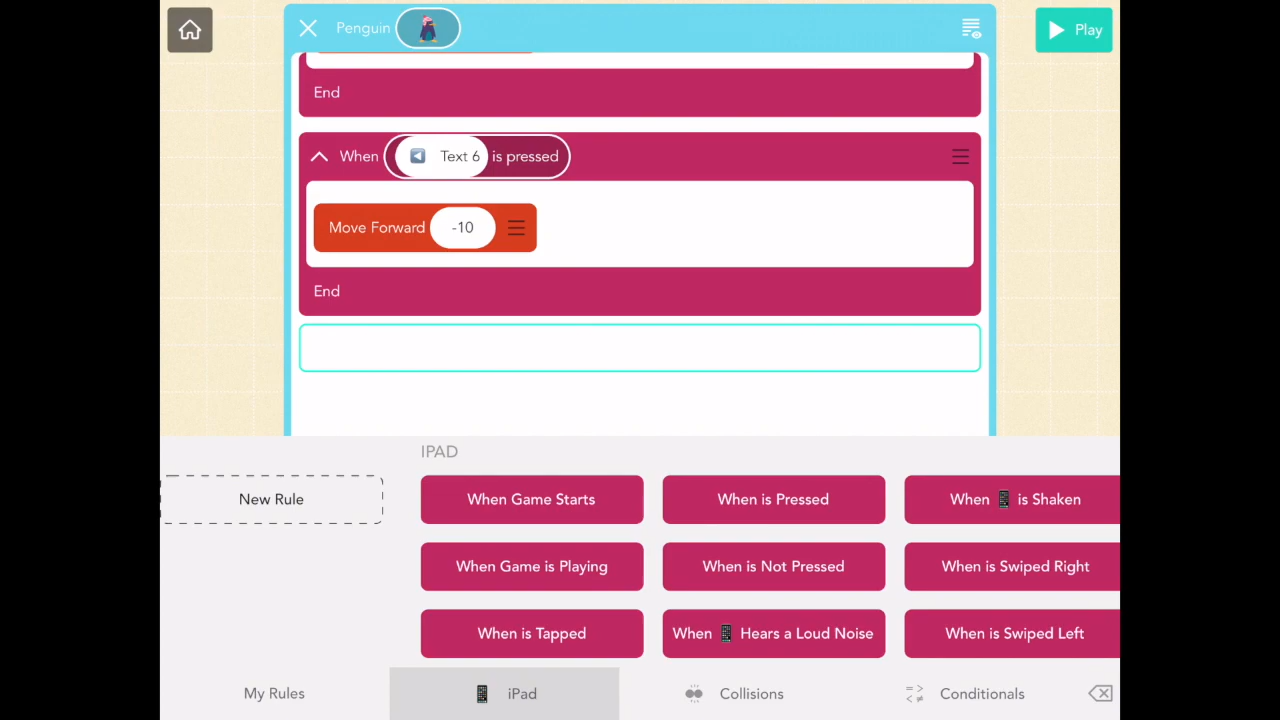 Penguin
Play
End
When Text 6 is pressed
Move Forward -10
End
IPAD
New Rule
When Game Starts
When is Pressed
When is Shaken
When Game is Playing
When is Not Pressed
When is Swiped Right
When is Tapped
When Hears a Loud Noise
When is Swiped Left
My Rules
iPad
Collisions
Conditionals